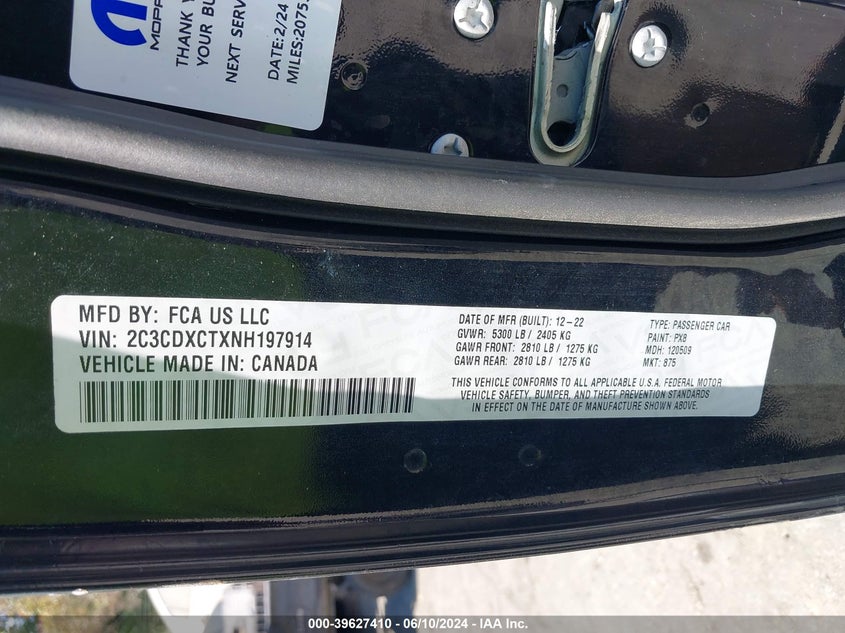 MOPA
THANK
YOUR BU
NEXT SERV
DATE: 2/24
MILES: 2075
MFD BY: FCA US LLC
VIN: 2C3CDXCTXNH197914
VEHICLE MADE IN: CANADA
DATE OF MFR (BUILT): 12-22
GVWR: 5300 LB / 2405 KG
GAWR FRONT: 2810 LB / 1275 KG
GAWR REAR: 2810 LB / 1275 KG
TYPE: PASSENGER CAR
PAINT: PX8
MDH: 120509
MKT: 875
THIS VEHICLE CONFORMS TO ALL APPLICABLE U.S.A. FEDERAL MOTOR
VEHICLE SAFETY, BUMPER, AND THEFT PREVENTION STANDARDS
IN EFFECT ON THE DATE OF MANUFACTURE SHOWN ABOVE.
000-39627410 - 06/10/2024 - IAA Inc.